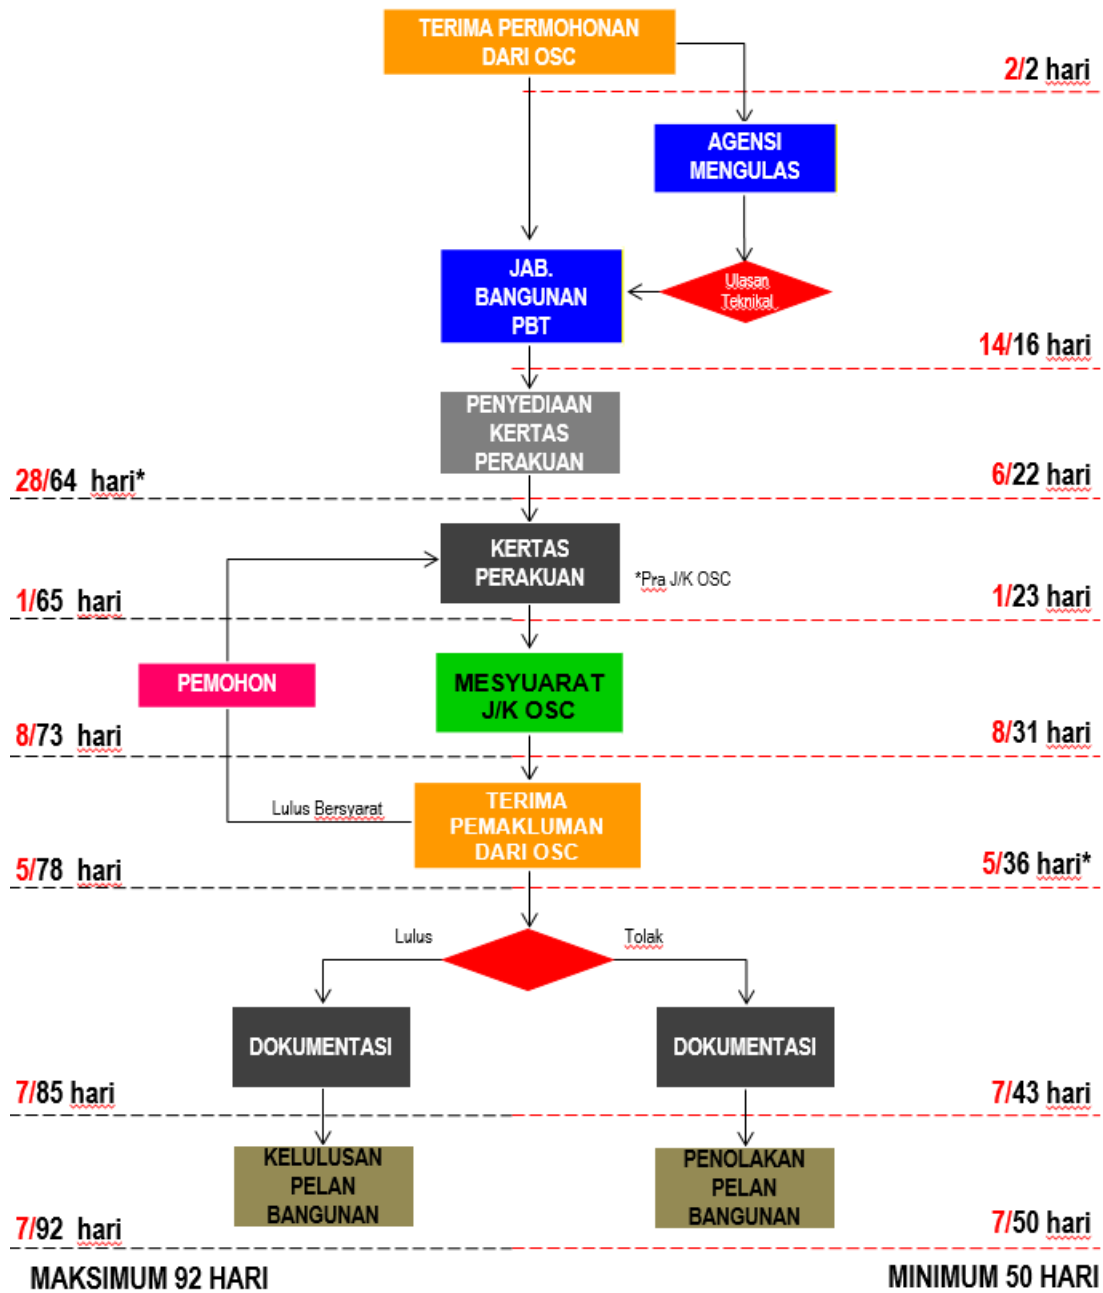 TERIMA PERMOHONAN
DARI OSC
2/2 hari
AGENSI
MENGULAS
JAB.
BANGUNAN
PBT
Ulasan
Teknikal
14/16 hari
PENYEDIAAN
KERTAS
PERAKUAN
28/64 hari*
6/22 hari
KERTAS
PERAKUAN
*Pra J/K OSC
1/65 hari
1/23 hari
PEMOHON
MESYUARAT
J/K OSC
8/73 hari
8/31 hari
Lulus Bersyarat
TERIMA
PEMAKLUMAN
DARI OSC
5/78 hari
5/36 hari*
Lulus
Tolak
DOKUMENTASI
DOKUMENTASI
7/85 hari
7/43 hari
KELULUSAN
PELAN
BANGUNAN
PENOLAKAN
PELAN
BANGUNAN
7/92 hari
7/50 hari
MAKSIMUM 92 HARI
MINIMUM 50 HARI